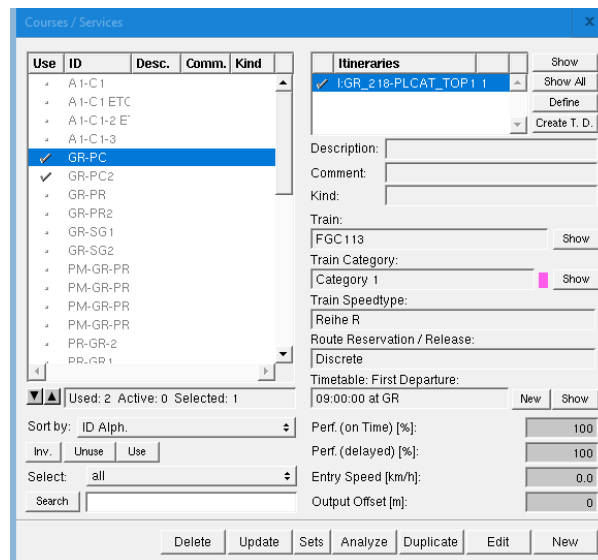 Courses / Services
x
Use ID Desc. Comm. Kind
A1-C1
A1-C1 ETC
A1-C1-2 E
A1-C1-3
GR-PC
GR-PC2
GR-PR
GR-PR2
GR-SG1
GR-SG2
PM-GR-PR
PM-GR-PR
PM-GR-PR
PR-GR-2
PR-GR1
Used: 2 Active: 0 Selected: 1
Sort by: ID Alph.
Inv. Unuse Use
Select: all
Search
Itineraries
I:GR_218-PLCAT_TOP1 1
Show
Show All
Define
Create T. D.
Description:
Comment:
Kind:
Train:
FGC113 Show
Train Category:
Category 1 Show
Train Speedtype:
Reihe R
Route Reservation / Release:
Discrete
Timetable: First Departure:
09:00:00 at GR New Show
Perf. (on Time) [%]: 100
Perf. (delayed) [%]: 100
Entry Speed [km/h]: 0.0
Output Offset [m]: 0
Delete Update Sets Analyze Duplicate Edit New